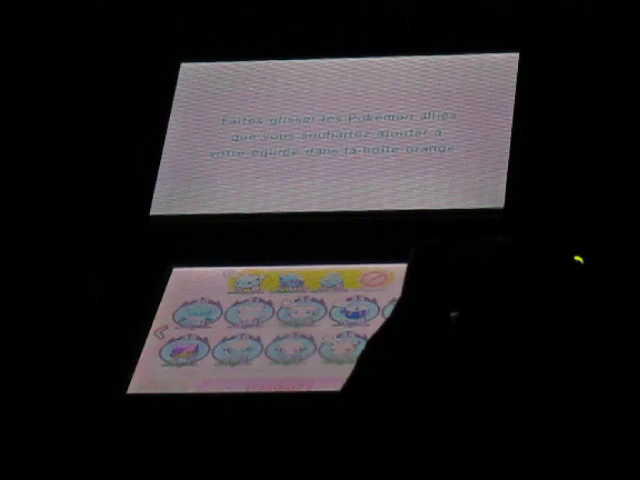 Faites glisser les Pokémon alliés
que vous souhaitez ajouter à
votre équipe dans la boîte orange.